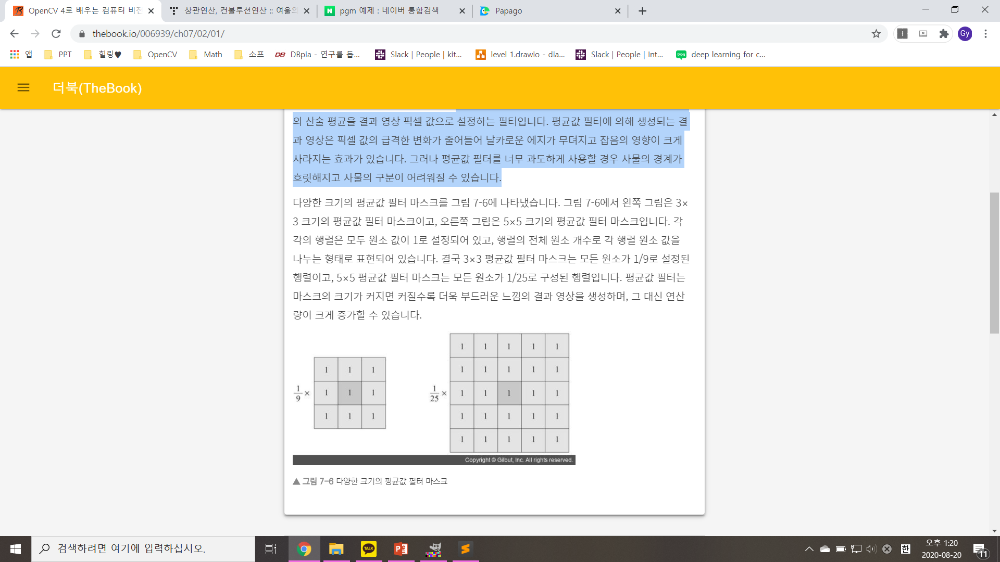 OpenCV 4로 배우는 컴퓨터 비전
상관연산, 컨볼루션연산 :: 여울의
pgm 예제 : 네이버 통합검색
Papago
thebook.io/006939/ch07/02/01/
Gy
앱
PPT
힐링♥
OpenCV
Math
소프
DBpia - 연구를 돕...
Slack | People | kit...
level 1.drawio - dia...
Slack | People | Int...
deep learning for c...
더북(TheBook)
의 산술 평균을 결과 영상 픽셀 값으로 설정하는 필터입니다. 평균값 필터에 의해 생성되는 결
과 영상은 픽셀 값의 급격한 변화가 줄어들어 날카로운 에지가 무뎌지고 잡음의 영향이 크게
사라지는 효과가 있습니다. 그러나 평균값 필터를 너무 과도하게 사용할 경우 사물의 경계가
흐릿해지고 사물의 구분이 어려워질 수 있습니다.
다양한 크기의 평균값 필터 마스크를 그림 7-6에 나타냈습니다. 그림 7-6에서 왼쪽 그림은 3×
3 크기의 평균값 필터 마스크이고, 오른쪽 그림은 5×5 크기의 평균값 필터 마스크입니다. 각
각의 행렬은 모두 원소 값이 1로 설정되어 있고, 행렬의 전체 원소 개수로 각 행렬 원소 값을
나누는 형태로 표현되어 있습니다. 결국 3×3 평균값 필터 마스크는 모든 원소가 1/9로 설정된
행렬이고, 5×5 평균값 필터 마스크는 모든 원소가 1/25로 구성된 행렬입니다. 평균값 필터는
마스크의 크기가 커지면 커질수록 더욱 부드러운 느낌의 결과 영상을 생성하며, 그 대신 연산
량이 크게 증가할 수 있습니다.
1/9 ×
1 1 1
1 1 1
1 1 1
1/25 ×
1 1 1 1 1
1 1 1 1 1
1 1 1 1 1
1 1 1 1 1
1 1 1 1 1
Copyright © Gilbut, Inc. All rights reserved.
▲ 그림 7-6 다양한 크기의 평균값 필터 마스크
검색하려면 여기에 입력하십시오.
TALK
한
오후 1:20
2020-08-20
11